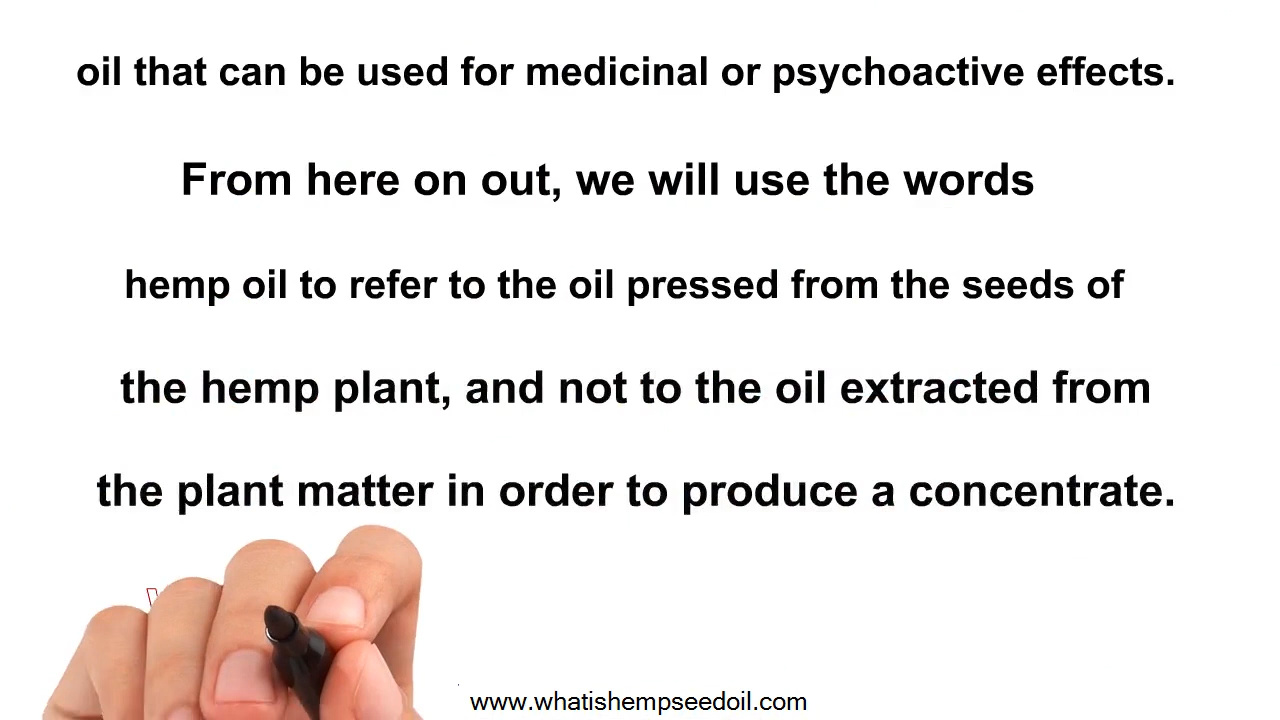 oil that can be used for medicinal or psychoactive effects.
From here on out, we will use the words
hemp oil to refer to the oil pressed from the seeds of
the hemp plant, and not to the oil extracted from
the plant matter in order to produce a concentrate.
www.whatishempseedoil.com